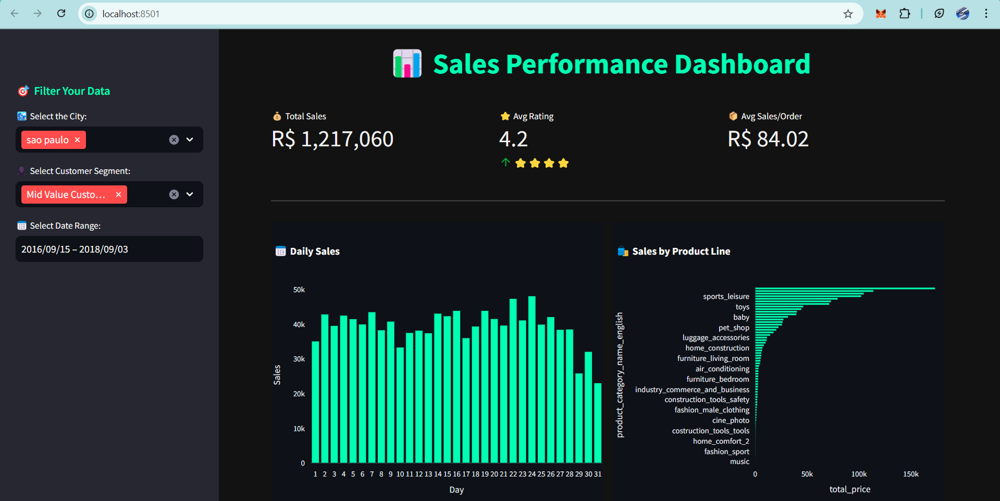 localhost:8501
Sales Performance Dashboard
Filter Your Data
Select the City:
sao paulo
Select Customer Segment:
Mid Value Custo...
Select Date Range:
2016/09/15 – 2018/09/03
Total Sales
R$ 1,217,060
Avg Rating
4.2
Avg Sales/Order
R$ 84.02
Daily Sales
50k
40k
30k
20k
10k
0
Sales
1 2 3 4 5 6 7 8 9 10 11 12 13 14 15 16 17 18 19 20 21 22 23 24 25 26 27 28 29 30 31
Day
Sales by Product Line
product_category_name_english
sports_leisure
toys
baby
pet_shop
luggage_accessories
home_construction
furniture_living_room
air_conditioning
furniture_bedroom
industry_commerce_and_business
construction_tools_safety
fashion_male_clothing
cine_photo
costruction_tools_tools
home_comfort_2
fashion_sport
music
0 50k 100k 150k
total_price